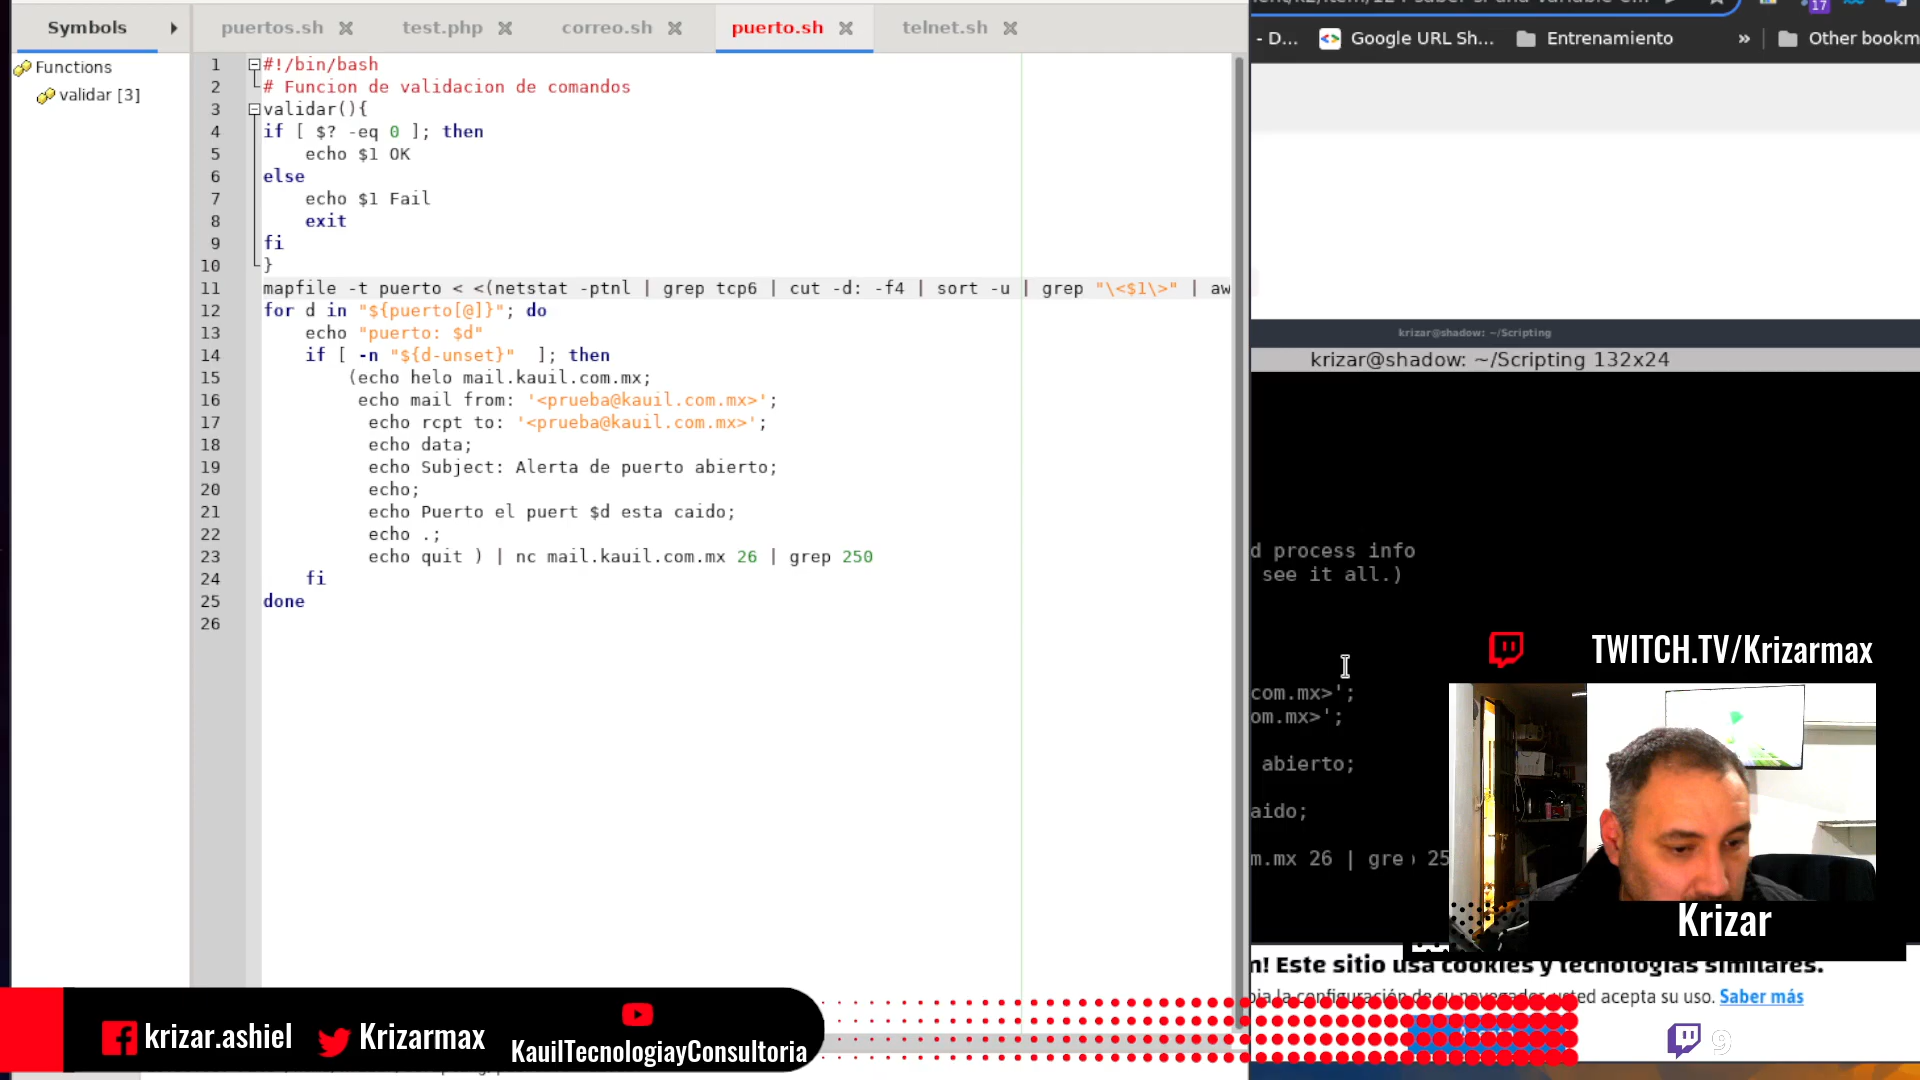 Symbols
puertos.sh
test.php
correo.sh
puerto.sh
telnet.sh
Functions
validar [3]
1 #!/bin/bash
2 # Funcion de validacion de comandos
3 validar(){
4 if [ $? -eq 0 ]; then
5 echo $1 OK
6 else
7 echo $1 Fail
8 exit
9 fi
10 }
11 mapfile -t puerto < <(netstat -ptnl | grep tcp6 | cut -d: -f4 | sort -u | grep "\<$1\>" | aw
12 for d in "${puerto[@]}"; do
13 echo "puerto: $d"
14 if [ -n "${d-unset}" ]; then
15 (echo helo mail.kauil.com.mx;
16 echo mail from: '<prueba@kauil.com.mx>';
17 echo rcpt to: '<prueba@kauil.com.mx>';
18 echo data;
19 echo Subject: Alerta de puerto abierto;
20 echo;
21 echo Puerto el puert $d esta caido;
22 echo .;
23 echo quit ) | nc mail.kauil.com.mx 26 | grep 250
24 fi
25 done
26
17
- D...
Google URL Sh...
Entrenamiento
»
Other bookm
krizar@shadow: ~/Scripting
krizar@shadow: ~/Scripting 132x24
d process info
see it all.)
com.mx>';
om.mx>';
abierto;
aido;
m.mx 26 | gre 25
TWITCH.TV/Krizarmax
Krizar
n! Este sitio usa cookies y tecnologías similares.
bia la configuración de su navegador, usted acepta su uso. Saber más
krizar.ashiel
Krizarmax
KauilTecnologiayConsultoria
9